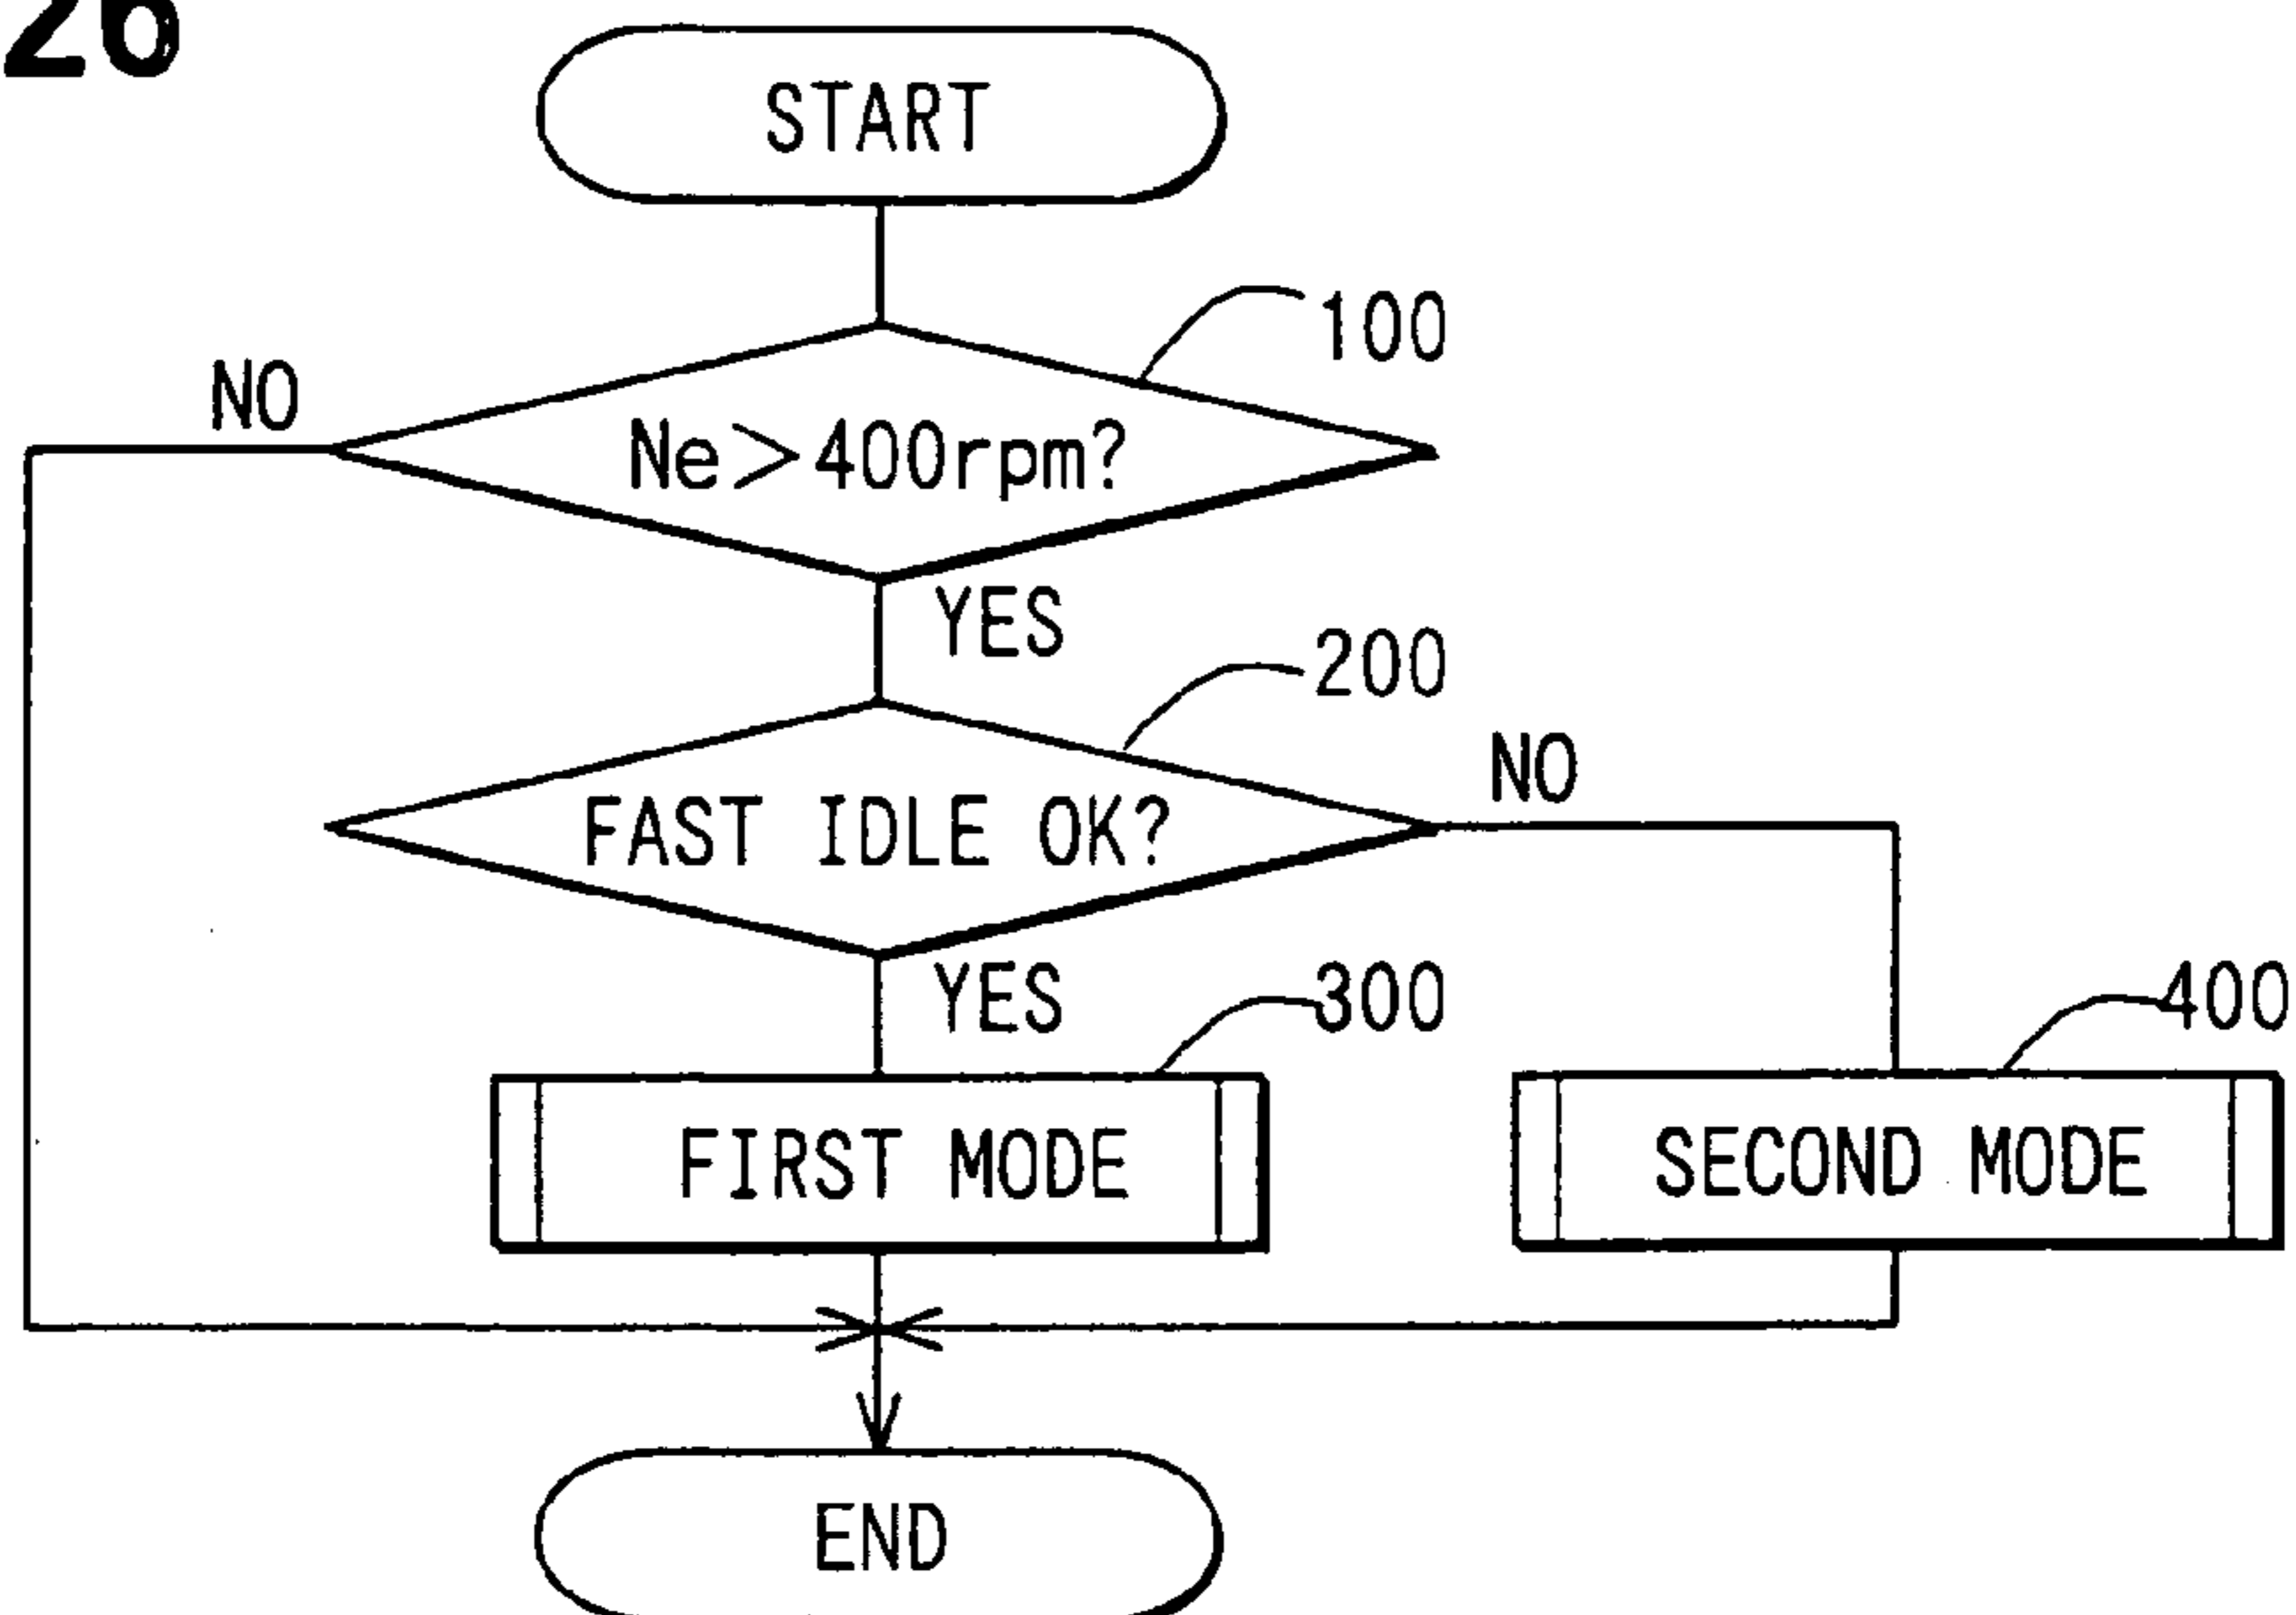 26
START
100
NO
Ne>400rpm?
YES
200
NO
FAST IDLE OK?
YES
300
400
FIRST MODE
SECOND MODE
END